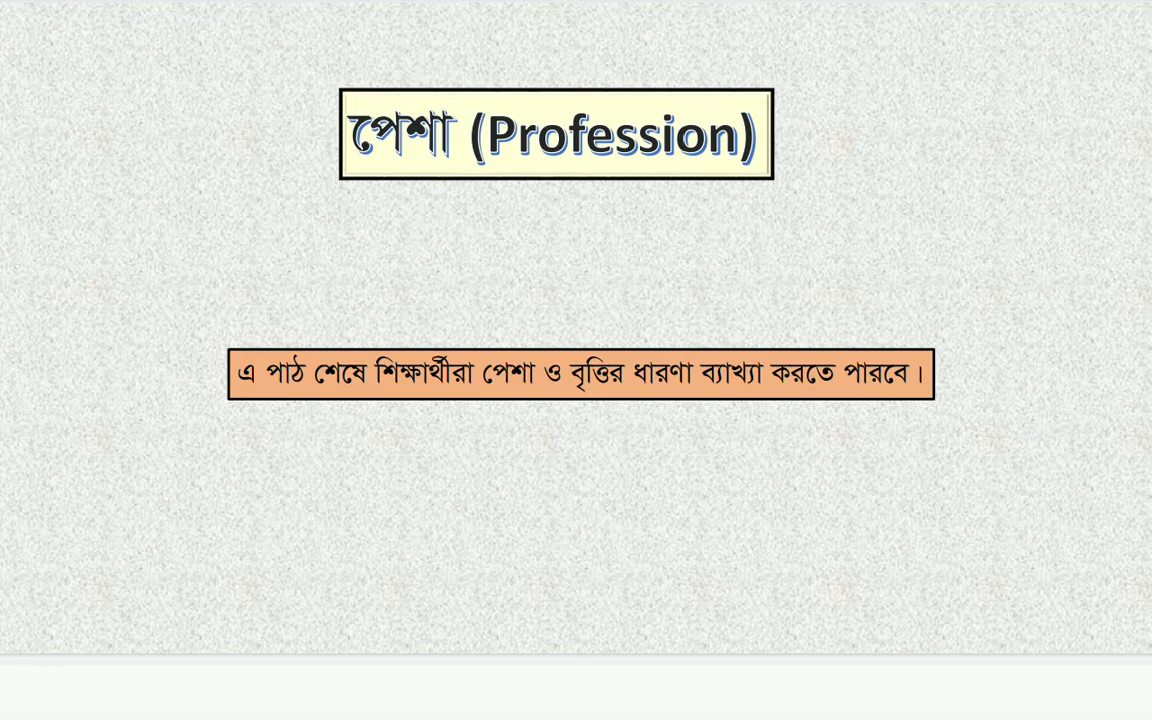 পেশা (Profession)
এ পাঠ শেষে শিক্ষার্থীরা পেশা ও বৃত্তির ধারণা ব্যাখ্যা করতে পারবে।